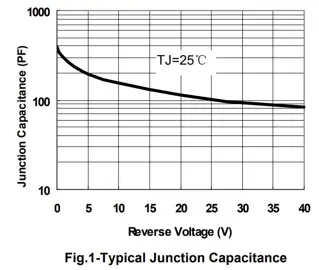 1000
Junction Capacitance (PF)
TJ=25℃
100
10
0 5 10 15 20 25 30 35 40
Reverse Voltage (V)
Fig.1-Typical Junction Capacitance